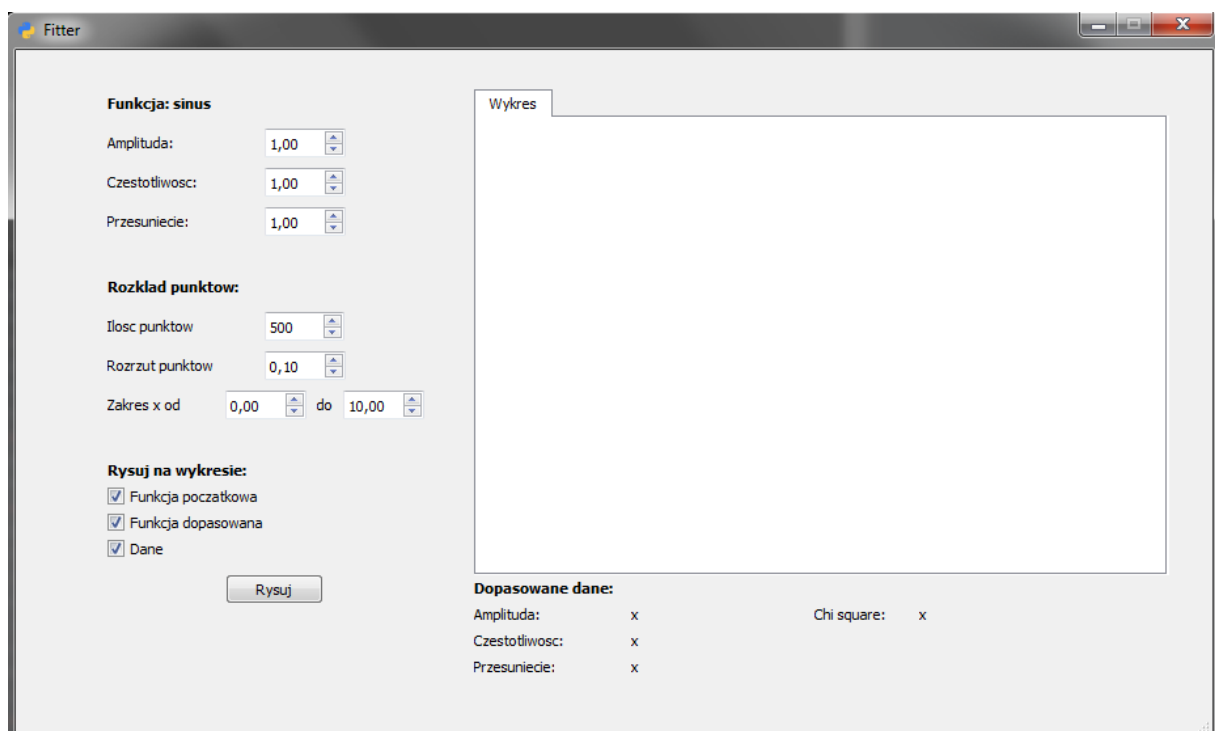 Fitter
Funkcja: sinus
Amplituda: 1,00
Czestotliwosc: 1,00
Przesuniecie: 1,00
Rozklad punktow:
Ilosc punktow 500
Rozrzut punktow 0,10
Zakres x od 0,00 do 10,00
Rysuj na wykresie:
Funkcja poczatkowa
Funkcja dopasowana
Dane
Rysuj
Wykres
Dopasowane dane:
Amplituda: x Chi square: x
Czestotliwosc: x
Przesuniecie: x